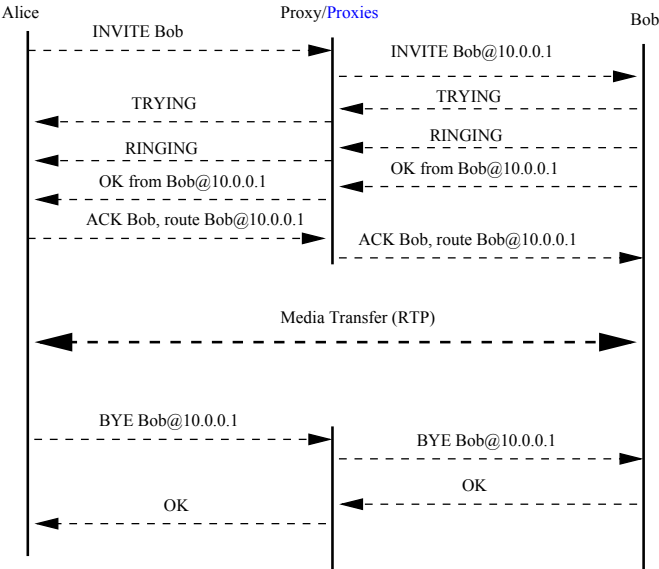 Alice
Proxy/Proxies
Bob
INVITE Bob
INVITE Bob@10.0.0.1
TRYING
TRYING
RINGING
RINGING
OK from Bob@10.0.0.1
OK from Bob@10.0.0.1
ACK Bob, route Bob@10.0.0.1
ACK Bob, route Bob@10.0.0.1
Media Transfer (RTP)
BYE Bob@10.0.0.1
BYE Bob@10.0.0.1
OK
OK